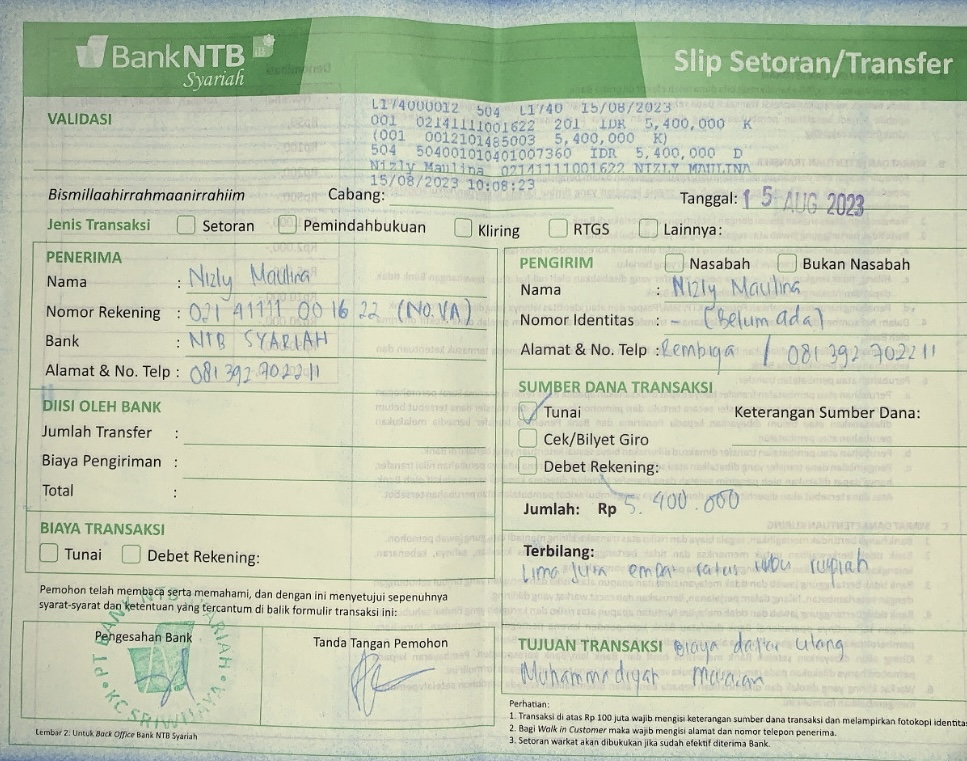 BankNTB
Syariah
Slip Setoran/Transfer
VALIDASI
L1/4000012 504 L1/40 15/08/2023
001 02141111001622 201 IDR 5,400,000 K
(001 0012101485003 5,400,000 K)
504 504001010401007360 IDR 5,400,000 D
Nizly Maulina 02141111001622 NIZLY MAULINA
15/08/2023 10:08:23
Bismillaahirrahmaanirrahiim
Cabang:
Tanggal: 15 AUG 2023
Jenis Transaksi Setoran Pemindahbukuan Kliring RTGS Lainnya:
PENERIMA
Nama : Nizly Maulina
Nomor Rekening : 021 41111 00 16 22 (NO.VA)
Bank : NTB SYARIAH
Alamat & No. Telp : 081 392 702211
DIISI OLEH BANK
Jumlah Transfer :
Biaya Pengiriman :
Total :
BIAYA TRANSAKSI
Tunai Debet Rekening:
Pemohon telah membaca serta memahami, dan dengan ini menyetujui sepenuhnya
syarat-syarat dan ketentuan yang tercantum di balik formulir transaksi ini:
Pengesahan Bank
Tanda Tangan Pemohon
PT BANK NTB SYARIAH
KC SRIWIJAYA
Lembar 2: Untuk Back Office Bank NTB Syariah
PENGIRIM Nasabah Bukan Nasabah
Nama : Nizly Maulina
Nomor Identitas : - (Belum ada)
Alamat & No. Telp : Rembiga / 081 392 702211
SUMBER DANA TRANSAKSI
Tunai Keterangan Sumber Dana:
Cek/Bilyet Giro
Debet Rekening:
Jumlah: Rp 5.400.000
Terbilang:
Lima juta empat ratus ribu rupiah
TUJUAN TRANSAKSI Biaya daftar ulang
Muhammadiyah Mataram
Perhatian:
1. Transaksi di atas Rp 100 juta wajib mengisi keterangan sumber dana transaksi dan melampirkan fotokopi identitas
2. Bagi Walk in Customer maka wajib mengisi alamat dan nomor telepon penerima.
3. Setoran warkat akan dibukukan jika sudah efektif diterima Bank.